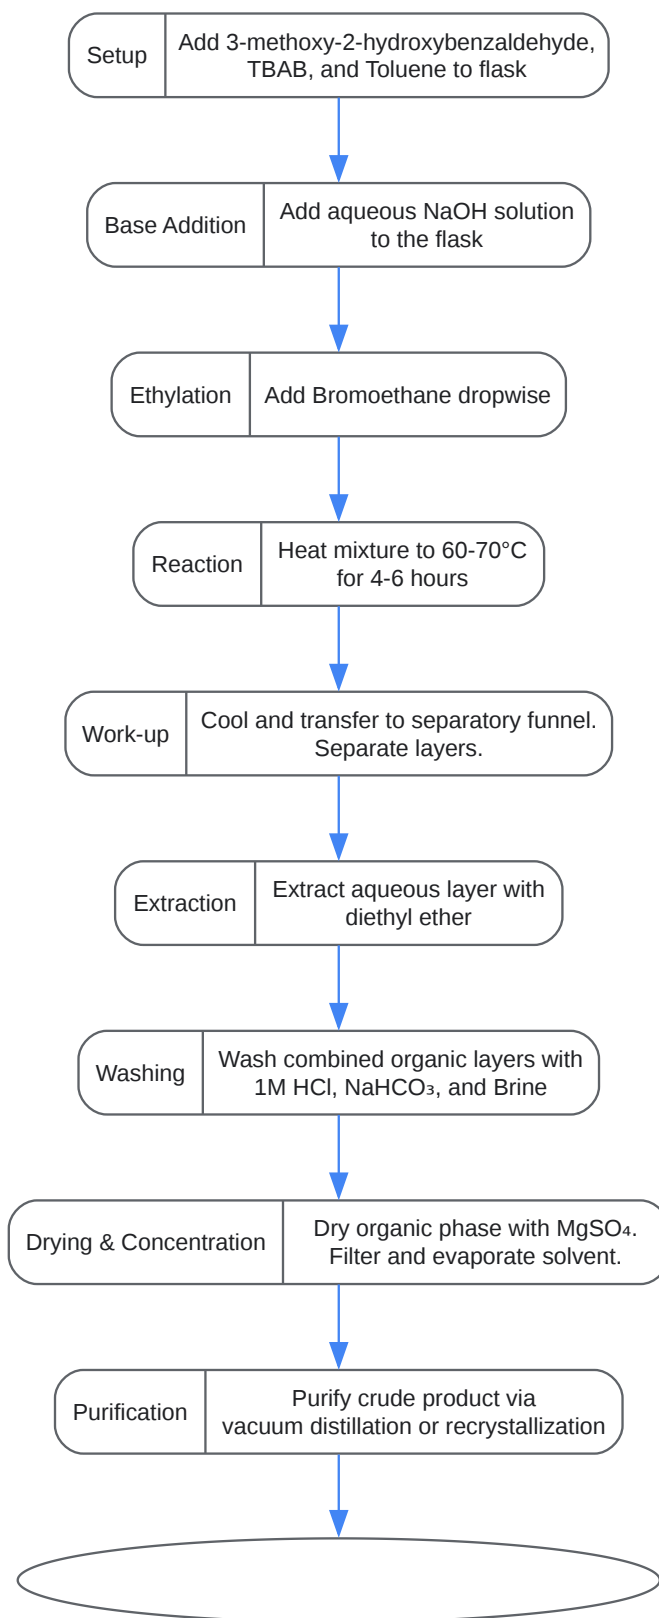 Setup
Add 3-methoxy-2-hydroxybenzaldehyde,
TBAB, and Toluene to flask
Base Addition
Add aqueous NaOH solution
to the flask
Ethylation
Add Bromoethane dropwise
Reaction
Heat mixture to 60-70°C
for 4-6 hours
Work-up
Cool and transfer to separatory funnel.
Separate layers.
Extraction
Extract aqueous layer with
diethyl ether
Washing
Wash combined organic layers with
1M HCl, NaHCO₃, and Brine
Drying & Concentration
Dry organic phase with MgSO₄.
Filter and evaporate solvent.
Purification
Purify crude product via
vacuum distillation or recrystallization